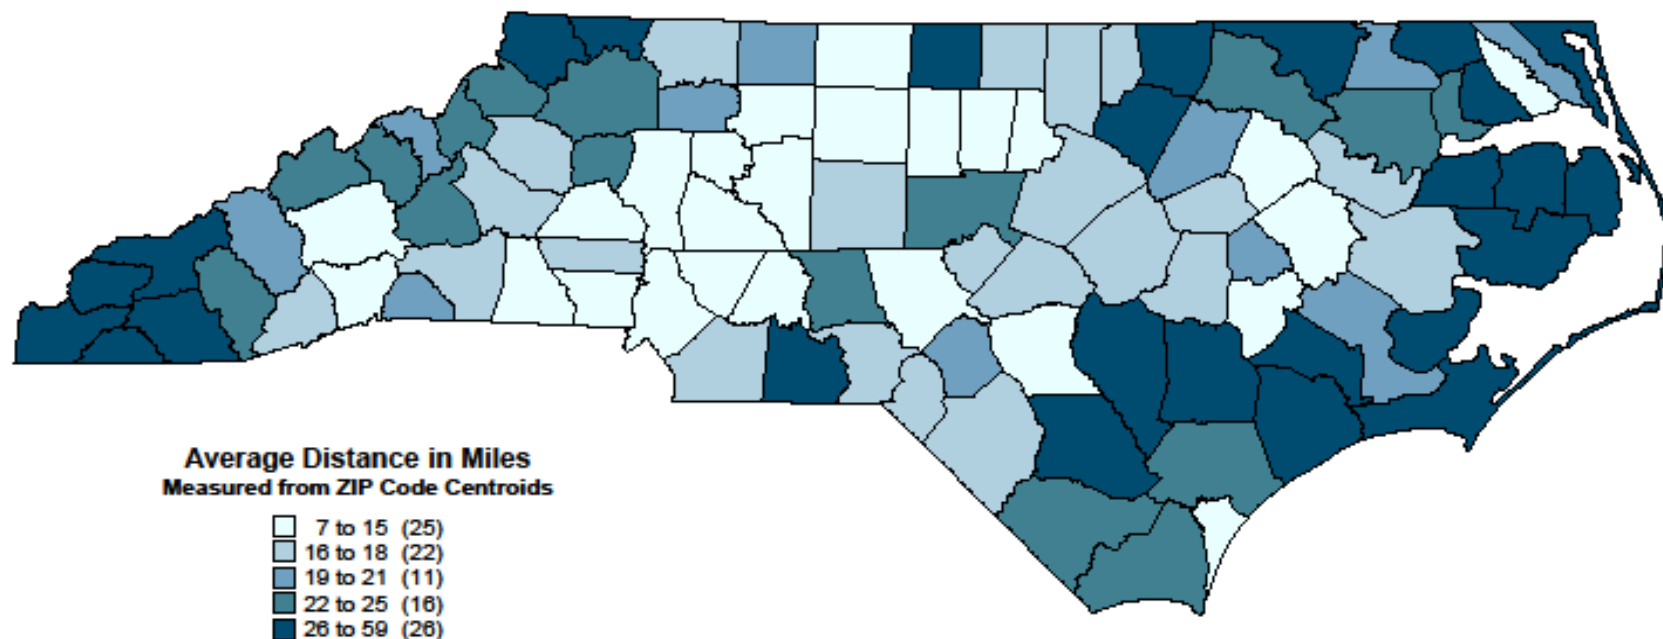 Average Distance in Miles
Measured from ZIP Code Centroids
7 to 15 (25)
16 to 18 (22)
19 to 21 (11)
22 to 25 (16)
26 to 59 (26)